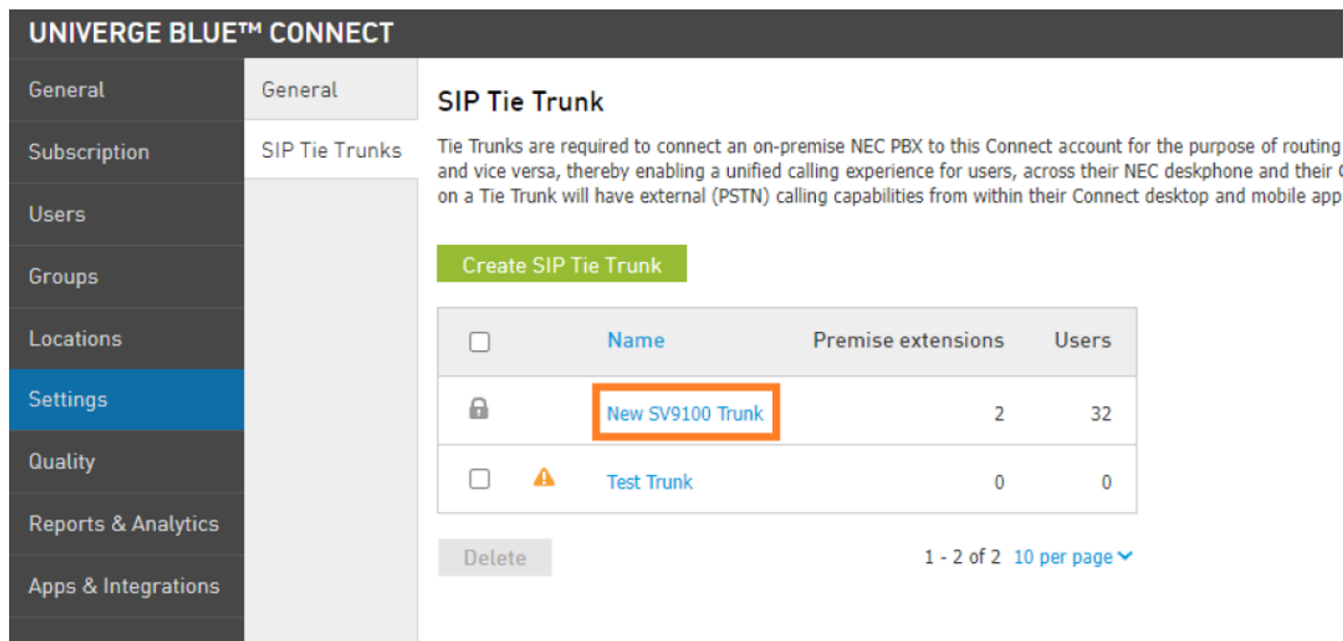 UNIVERGE BLUE™ CONNECT
General
Subscription
Users
Groups
Locations
Settings
Quality
Reports & Analytics
Apps & Integrations
General
SIP Tie Trunks
SIP Tie Trunk
Tie Trunks are required to connect an on-premise NEC PBX to this Connect account for the purpose of routing
and vice versa, thereby enabling a unified calling experience for users, across their NEC deskphone and their
on a Tie Trunk will have external (PSTN) calling capabilities from within their Connect desktop and mobile app
Create SIP Tie Trunk
Name Premise extensions Users
New SV9100 Trunk 2 32
Test Trunk 0 0
Delete
1 - 2 of 2 10 per page